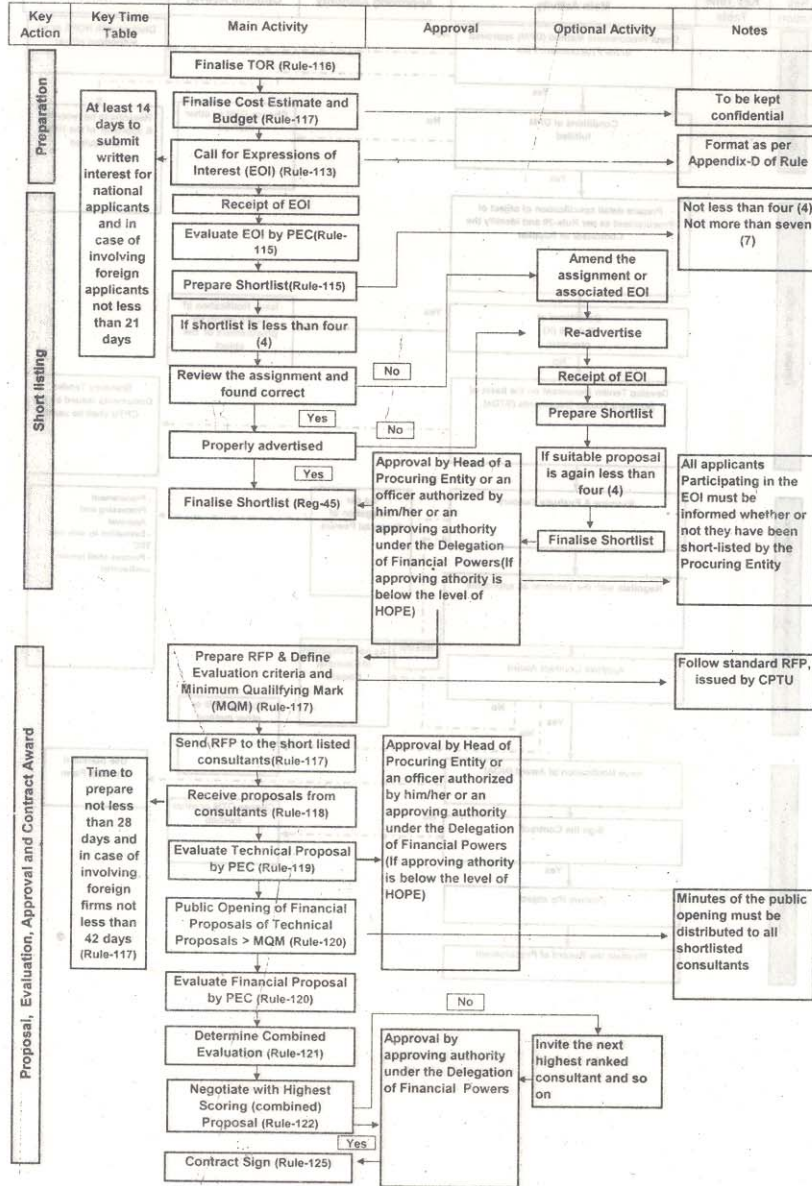 Key
Action
Key Time
Table
Main Activity
Approval
Optional Activity
Notes
Preparation
Short listing
Proposal, Evaluation, Approval and Contract Award
At least 14
days to
submit
written
interest for
national
applicants
and in
case of
involving
foreign
applicants
not less
than 21
days
Finalise TOR (Rule-116)
Finalise Cost Estimate and
Budget (Rule-117)
To be kept
confidential
Call for Expressions of
Interest (EOI) (Rule-113)
Format as per
Appendix-D of Rule
Receipt of EOI
Evaluate EOI by PEC(Rule-
115)
Not less than four (4)
Not more than seven
(7)
Prepare Shortlist(Rule-115)
Amend the
assignment or
associated EOI
If shortlist is less than four
(4)
Re-advertise
Review the assignment and
found correct
No
Receipt of EOI
Yes
No
Prepare Shortlist
Properly advertised
Yes
If suitable proposal
is again less than
four (4)
Finalise Shortlist (Reg-45)
Approval by Head of a
Procuring Entity or an
officer authorized by
him/her or an
approving authority
under the Delegation
of Financial Powers(If
approving athority is
below the level of
HOPE)
Finalise Shortlist
All applicants
Participating in the
EOI must be
informed whether or
not they have been
short-listed by the
Procuring Entity
Prepare RFP & Define
Evaluation criteria and
Minimum Qualilfying Mark
(MQM) (Rule-117)
Follow standard RFP,
issued by CPTU
Send RFP to the short listed
consultants(Rule-117)
Time to
prepare
not less
than 28
days and
in case of
involving
foreign
firms not
less than
42 days
(Rule-117)
Receive proposals from
consultants (Rule-118)
Approval by Head of
Procuring Entity or
an officer authorized
by him/her or an
approving authority
under the Delegation
of Financial Powers
(If approving athority
is below the level of
HOPE)
Evaluate Technical Proposal
by PEC (Rule-119)
Public Opening of Financial
Proposals of Technical
Proposals > MQM (Rule-120)
Minutes of the public
opening must be
distributed to all
shortlisted
consultants
Evaluate Financial Proposal
by PEC (Rule-120)
No
Determine Combined
Evaluation (Rule-121)
Approval by
approving authority
under the Delegation
of Financial Powers
Invite the next
highest ranked
consultant and so
on
Negotiate with Highest
Scoring (combined)
Proposal (Rule-122)
Yes
Contract Sign (Rule-125)